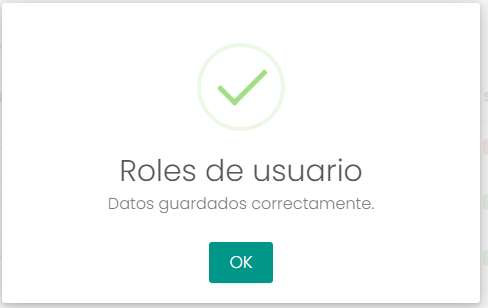 Roles de usuario
Datos guardados correctamente.
OK